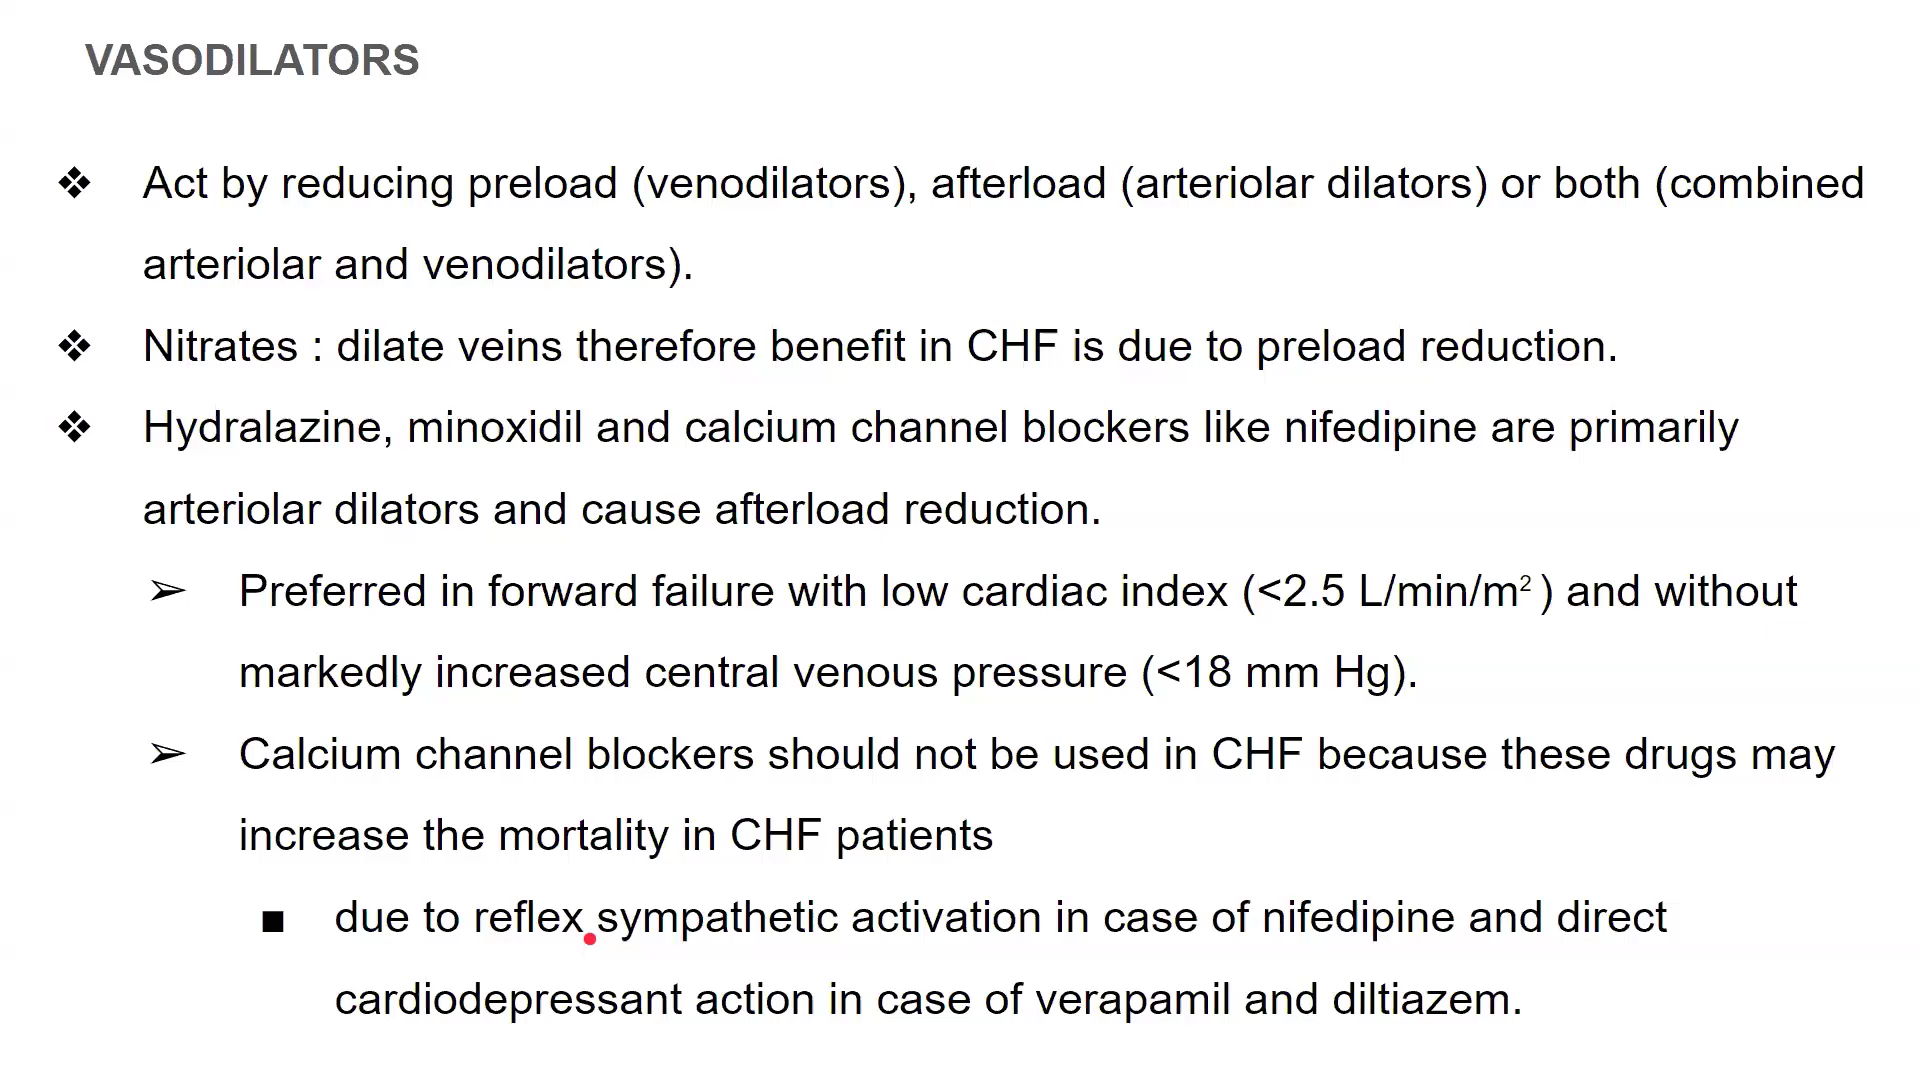 VASODILATORS
❖ Act by reducing preload (venodilators), afterload (arteriolar dilators) or both (combined
arteriolar and venodilators).
❖ Nitrates : dilate veins therefore benefit in CHF is due to preload reduction.
❖ Hydralazine, minoxidil and calcium channel blockers like nifedipine are primarily
arteriolar dilators and cause afterload reduction.
➢ Preferred in forward failure with low cardiac index (<2.5 L/min/m² ) and without
markedly increased central venous pressure (<18 mm Hg).
➢ Calcium channel blockers should not be used in CHF because these drugs may
increase the mortality in CHF patients
■ due to reflex sympathetic activation in case of nifedipine and direct
cardiodepressant action in case of verapamil and diltiazem.